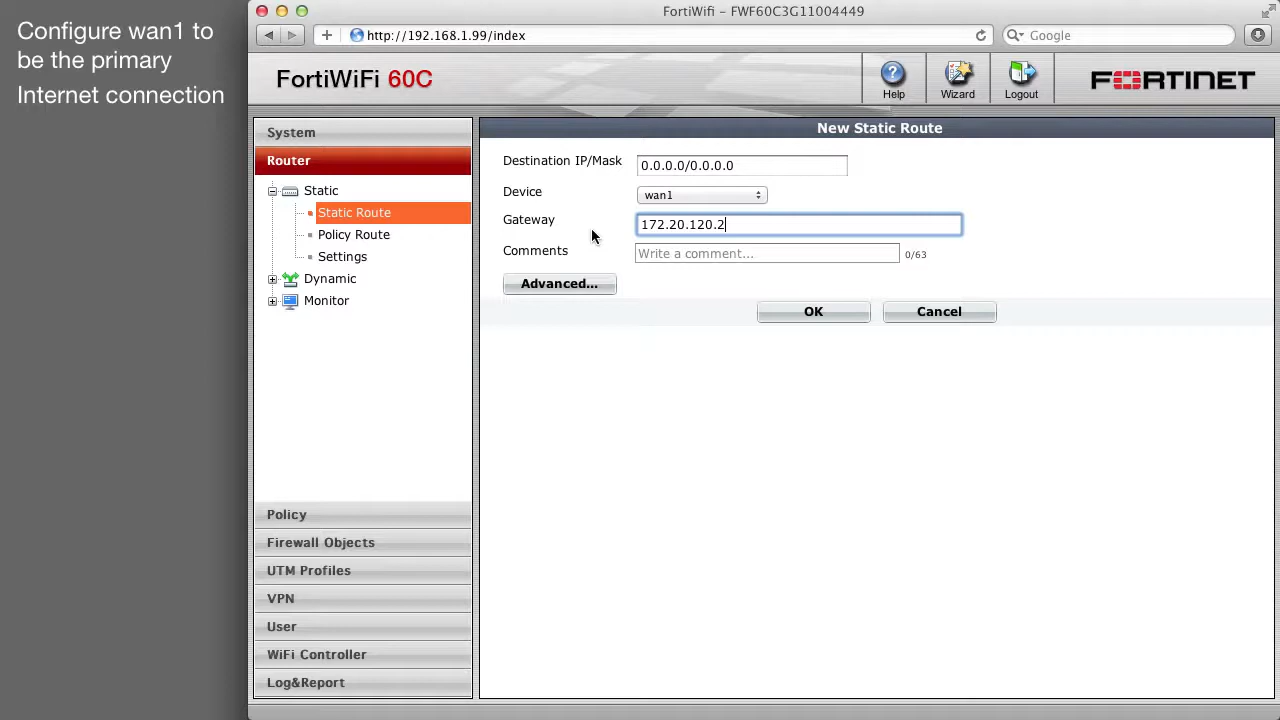 Configure wan1 to
be the primary
Internet connection
FortiWifi – FWF60C3G11004449
http://192.168.1.99/index
Google
FortiWiFi 60C
Help
Wizard
Logout
FORTINET
System
Router
Static
Static Route
Policy Route
Settings
Dynamic
Monitor
Policy
Firewall Objects
UTM Profiles
VPN
User
WiFi Controller
Log&Report
New Static Route
Destination IP/Mask 0.0.0.0/0.0.0.0
Device wan1
Gateway 172.20.120.2
Comments Write a comment... 0/63
Advanced...
OK Cancel